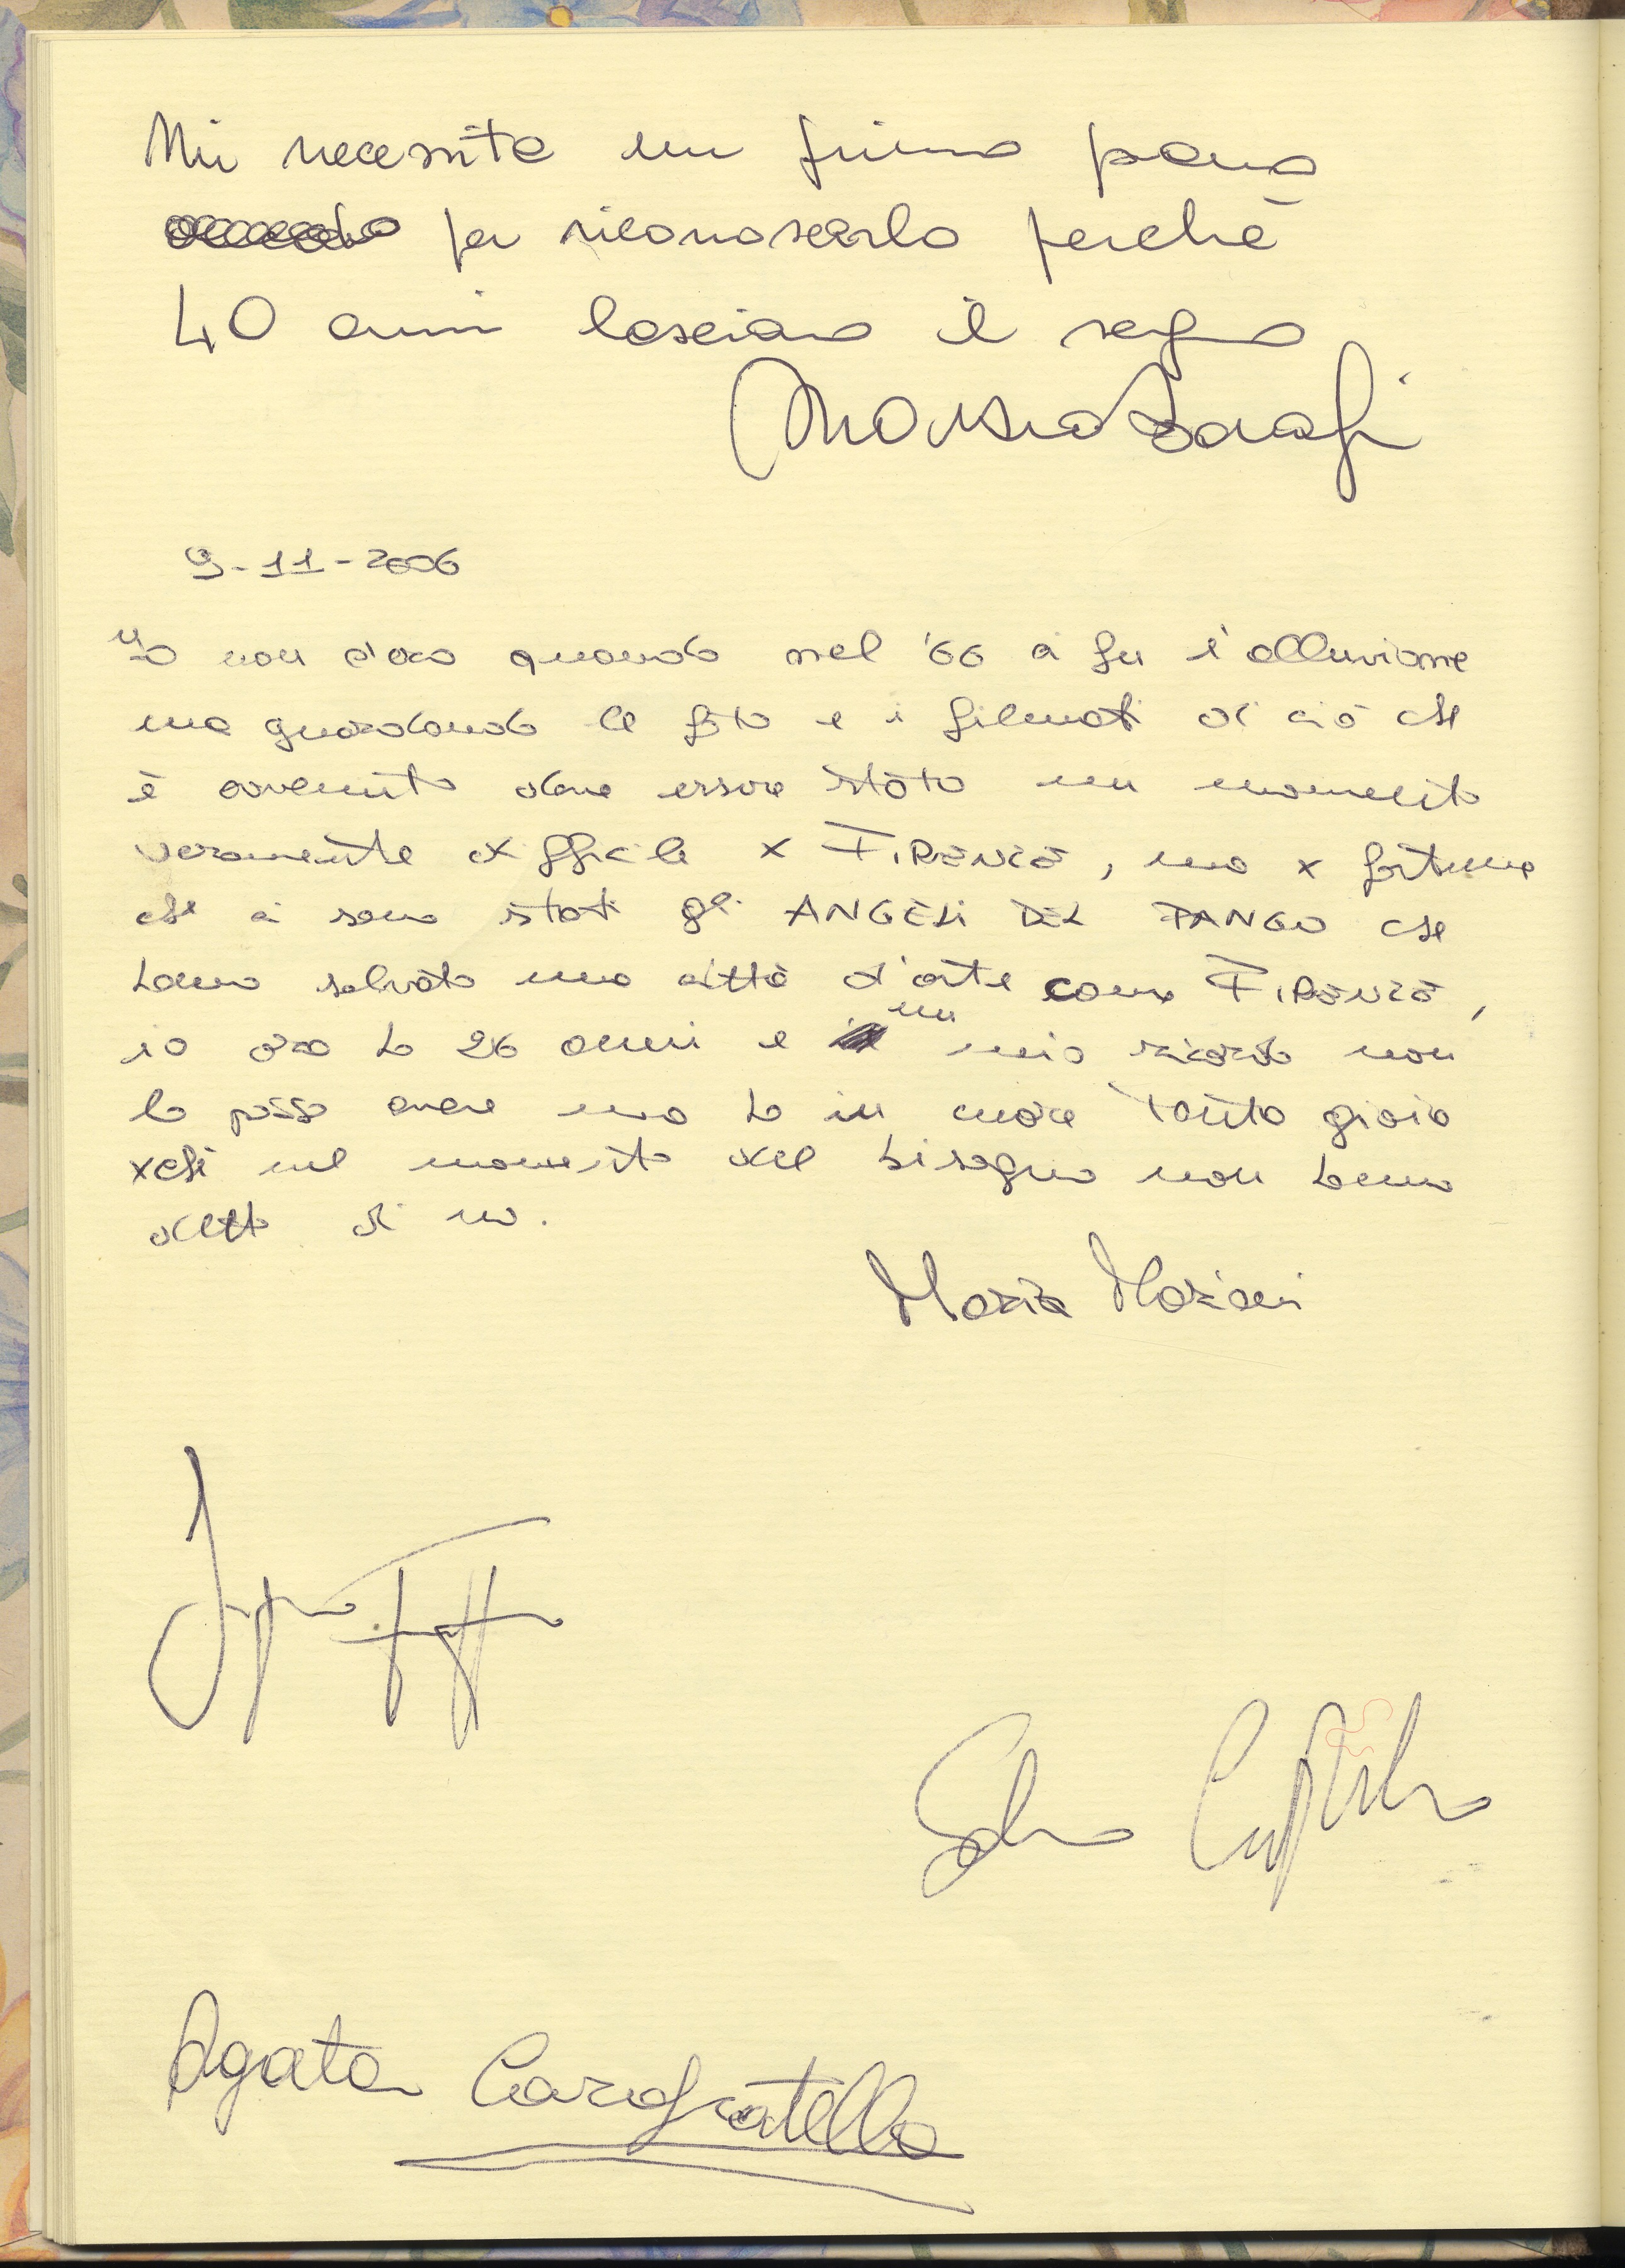 Mi necessita un primo piano
per riconoscerlo perchè
40 anni lasciano il segno
9-11-2006
Io non c'ero quando nel '66 ci fu l'alluvione
ma guardando le foto e i filmati di ciò che
è avvenuto deve essere stato un momento
veramente difficile x FIRENZE, ma x fortuna
che ci sono stati gli ANGELI DEL FANGO che
hanno salvato una città d'arte come FIRENZE,
io ora ho 26 anni e un mio ricordo non
lo posso avere ma ho in cuore tanta gioia
xchè nel momento del bisogno non hanno
detto di no.
Maria Mariani
Agata Carofratello